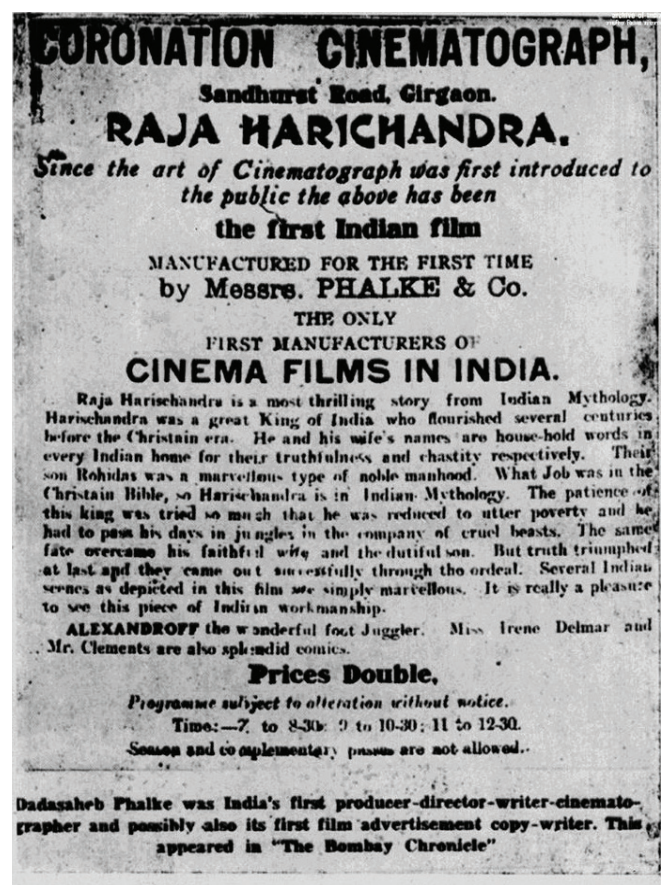 CORONATION CINEMATOGRAPH,
Sandhurst Road, Girgaon.
RAJA HARICHANDRA.
Since the art of Cinematograph was first introduced to
the public the above has been
the first Indian film
MANUFACTURED FOR THE FIRST TIME
by Messrs. PHALKE & Co.
THE ONLY
FIRST MANUFACTURERS OF
CINEMA FILMS IN INDIA.
Raja Harischandra is a most thrilling story from Indian Mythology.
Harischandra was a great King of India who flourished several centuries
before the Christain era. He and his wife's names are house-hold words in
every Indian home for their truthfulness and chastity respectively. Their
son Rohidas was a marvellous type of noble manhood. What Job was in the
Christain Bible, so Harischandra is in Indian Mythology. The patience of
this king was tried so much that he was reduced to utter poverty and he
had to pass his days in jungles in the company of cruel beasts. The same
fate overcame his faithful wife and the dutiful son. But truth triumphed
at last and they came out successfully through the ordeal. Several Indian
scenes as depicted in this film are simply marvellous. It is really a pleasure
to see this piece of Indian workmanship.
ALEXANDROFF the wonderful foot Juggler. Miss Irene Delmar and
Mr. Clements are also splendid comics.
Prices Double.
Programme subject to alteration without notice.
Time:—7. to 8-30: 9 to 10-30; 11 to 12-30.
Season and complementary passes are not allowed.
Dadasaheb Phalke was India's first producer-director-writer-cinemato-
grapher and possibly also its first film advertisement copy-writer. This
appeared in "The Bombay Chronicle"